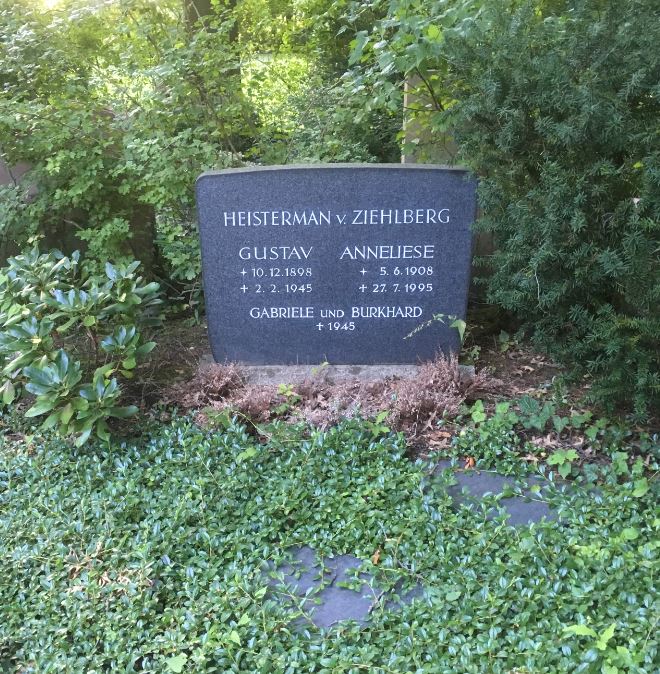 HEISTERMAN v. ZIEHLBERG
GUSTAV ANNELIESE
+ 10.12.1898 + 5.6.1908
+ 2.2.1945 + 27.7.1995
GABRIELE UND BURKHARD
+ 1945